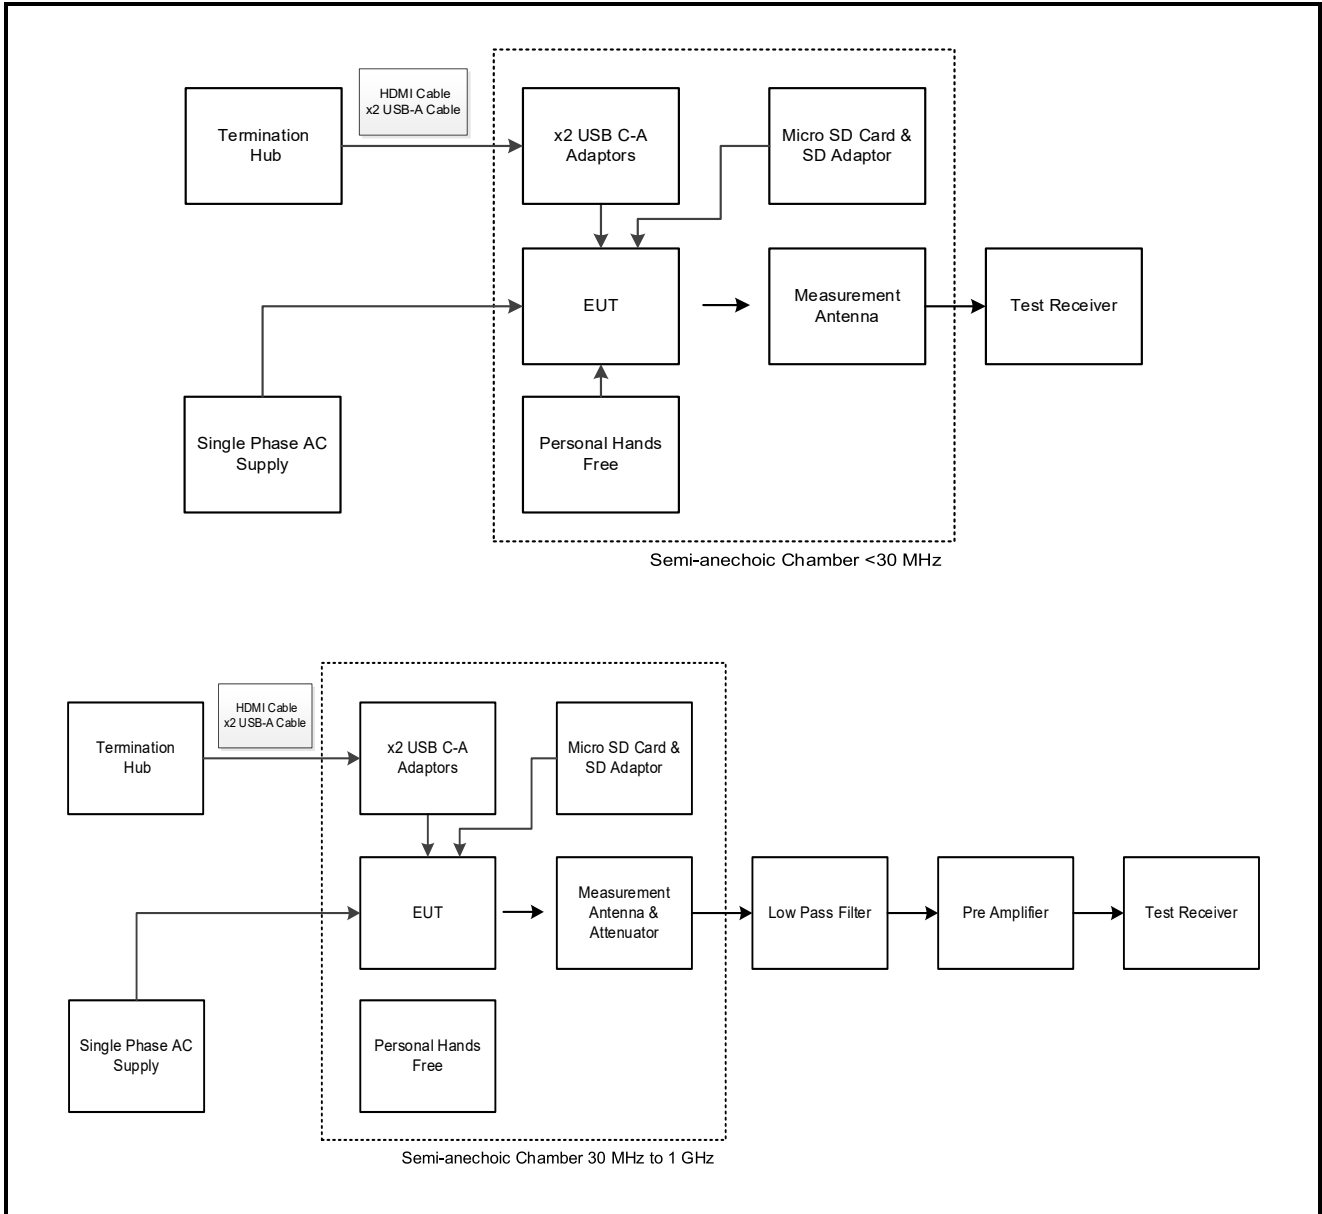 HDMI Cable
x2 USB-A Cable
Termination
Hub
x2 USB C-A
Adaptors
Micro SD Card &
SD Adaptor
EUT
Measurement
Antenna
Test Receiver
Single Phase AC
Supply
Personal Hands
Free
Semi-anechoic Chamber <30 MHz
HDMI Cable
x2 USB-A Cable
Termination
Hub
x2 USB C-A
Adaptors
Micro SD Card &
SD Adaptor
EUT
Measurement
Antenna &
Attenuator
Low Pass Filter
Pre Amplifier
Test Receiver
Single Phase AC
Supply
Personal Hands
Free
Semi-anechoic Chamber 30 MHz to 1 GHz